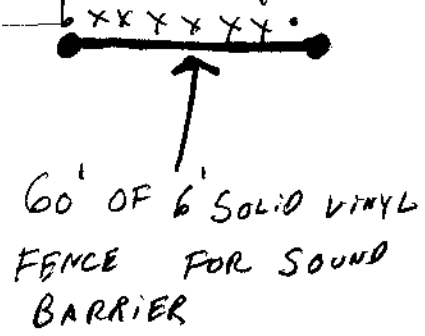 x x x x x x
60' OF 6' SOLiD ViNYL
FENCE FOR SOUND
BARRiER